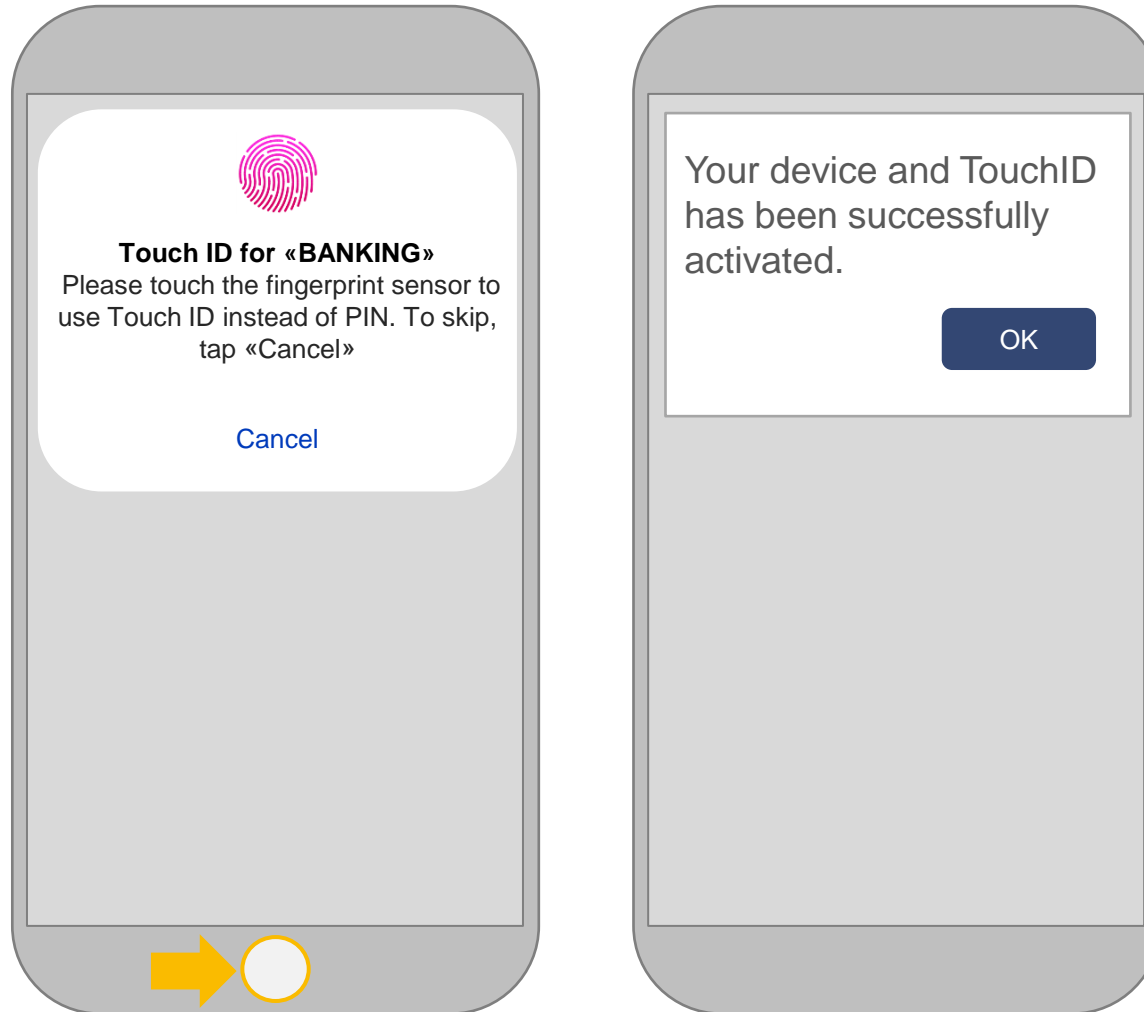 Touch ID for «BANKING»
Please touch the fingerprint sensor to
use Touch ID instead of PIN. To skip,
tap «Cancel»
Cancel
Your device and TouchID
has been successfully
activated.
OK